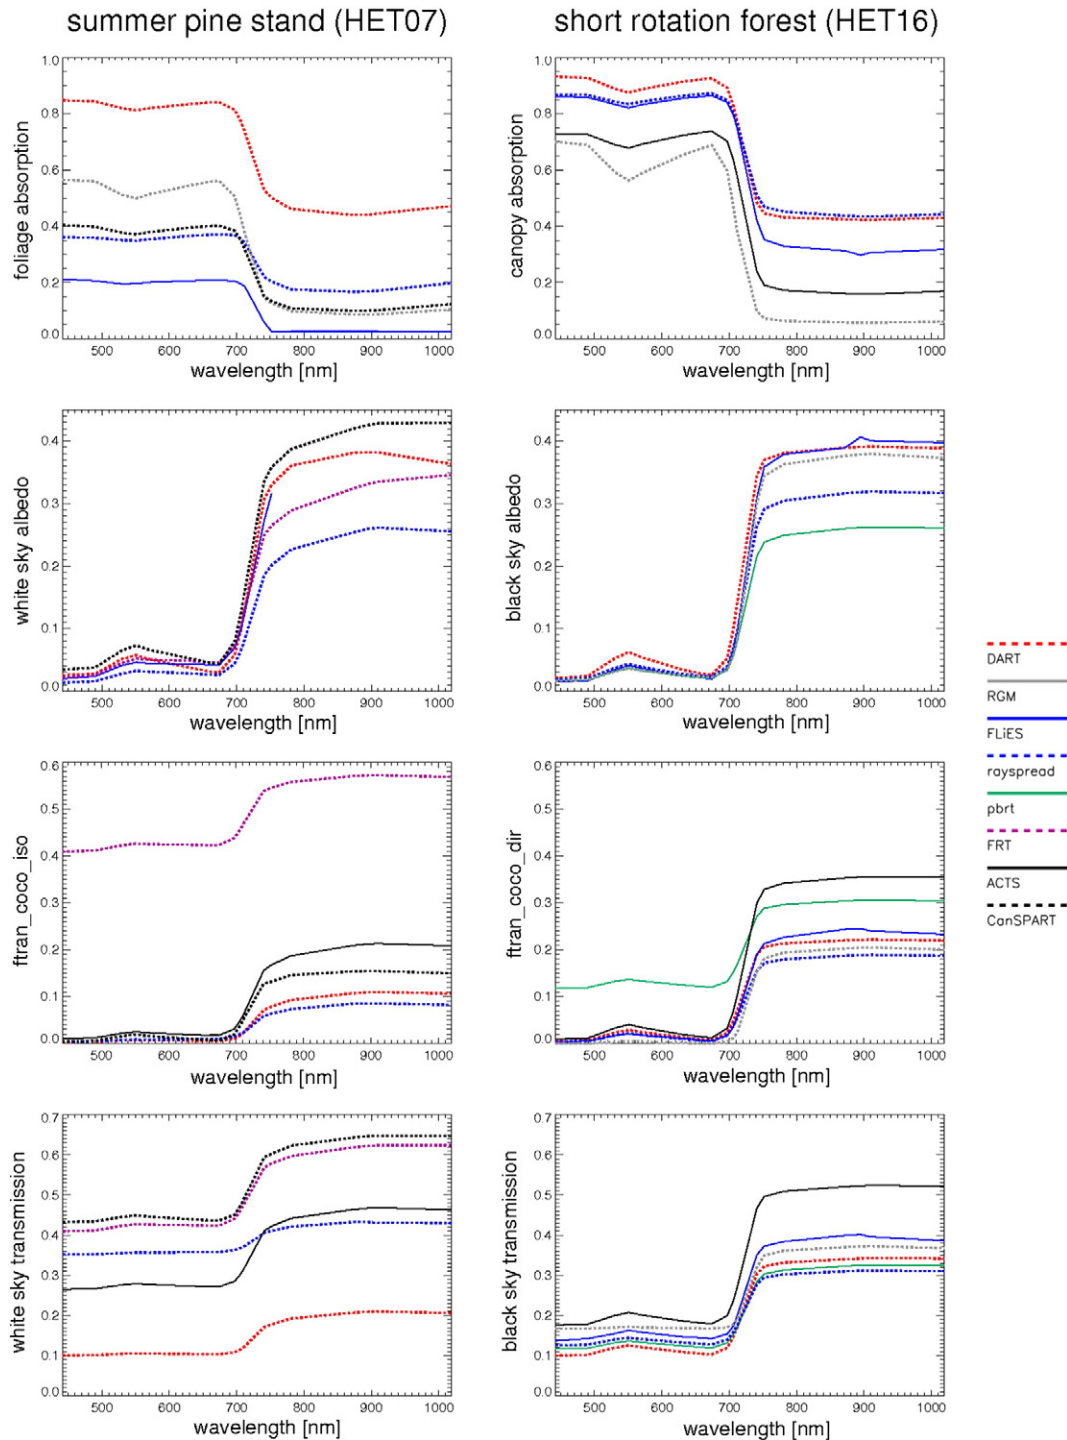 summer pine stand (HET07)
short rotation forest (HET16)
1.0
0.8
0.6
0.4
0.2
0.0
foliage absorption
500 600 700 800 900 1000
wavelength [nm]
1.0
0.8
0.6
0.4
0.2
0.0
canopy absorption
500 600 700 800 900 1000
wavelength [nm]
0.4
0.3
0.2
0.1
0.0
white sky albedo
500 600 700 800 900 1000
wavelength [nm]
0.4
0.3
0.2
0.1
0.0
black sky albedo
500 600 700 800 900 1000
wavelength [nm]
0.6
0.5
0.4
0.3
0.2
0.1
0.0
ftran_coco_iso
500 600 700 800 900 1000
wavelength [nm]
0.6
0.5
0.4
0.3
0.2
0.1
0.0
ftran_coco_dir
500 600 700 800 900 1000
wavelength [nm]
0.7
0.6
0.5
0.4
0.3
0.2
0.1
0.0
white sky transmission
500 600 700 800 900 1000
wavelength [nm]
0.7
0.6
0.5
0.4
0.3
0.2
0.1
0.0
black sky transmission
500 600 700 800 900 1000
wavelength [nm]
DART
RGM
FLiES
rayspread
pbrt
FRT
ACTS
CanSPART